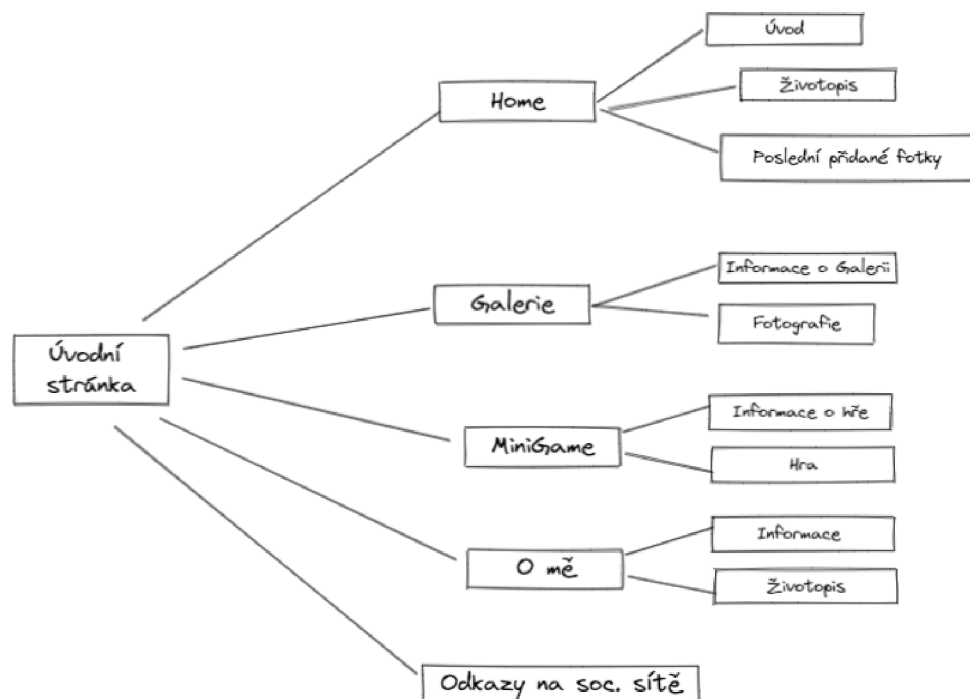 Úvodní
stránka
Home
Úvod
Životopis
Poslední přidané fotky
Galerie
Informace o Galerii
Fotografie
MiniGame
Informace o hře
Hra
O mě
Informace
Životopis
Odkazy na soc. sítě